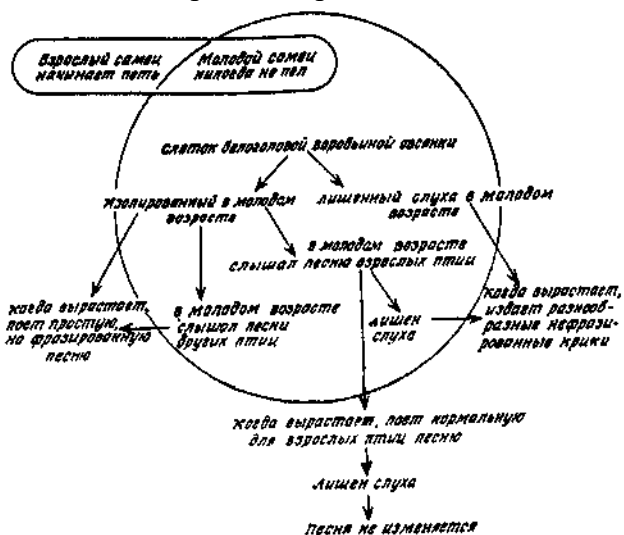 Взрослый самец
начинает петь
Молодой самец
никогда не пел
Слеток белоголовой воробьиной овсянки
изолированный в молодом
возрасте
лишенный слуха в молодом
возрасте
в молодом возрасте
слышал песню взрослых птиц
когда вырастает,
поет простую,
но фразированную
песню
в молодом возрасте
слышал песни
других птиц
лишен
слуха
когда вырастает,
издает разнооб-
разные нефрази-
рованные крики
когда вырастает, поет нормальную
для взрослых птиц песню
лишен слуха
песня не изменяется